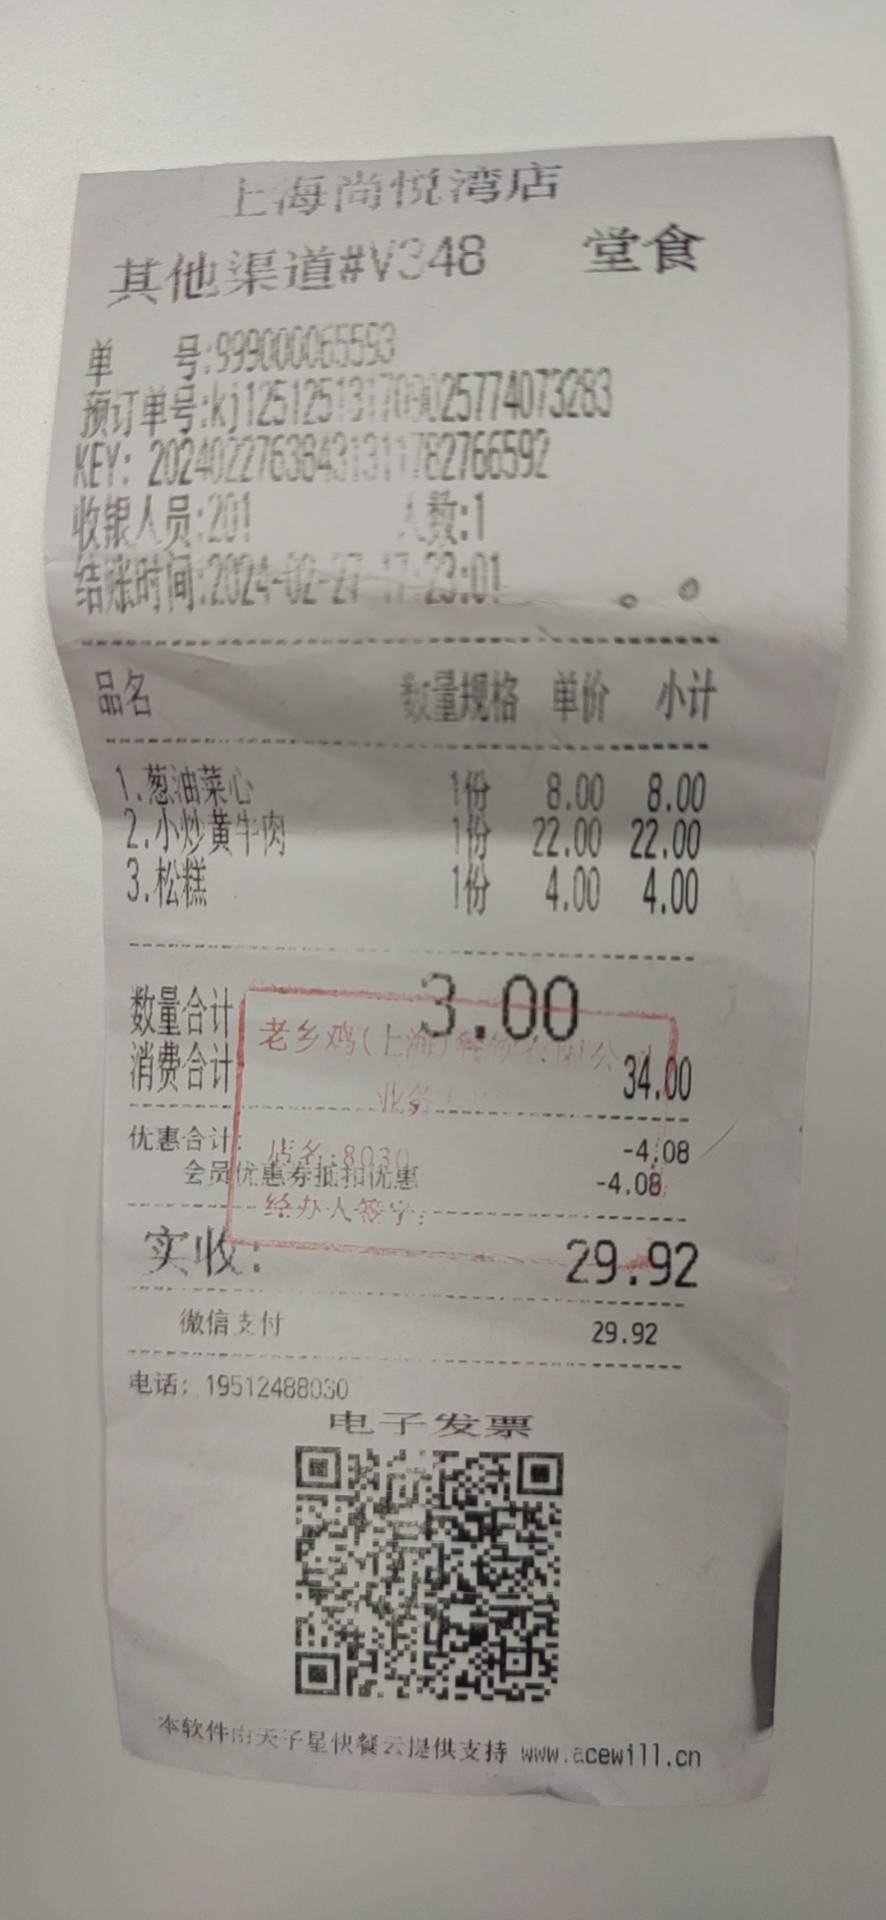 上海尚悦湾店
其他渠道#V348 堂食
单 号:999000065593
预订单号:kj1251251317090025774073283
KEY: 20240227638431311782766592
收银人员:201 人数:1
结账时间:2024-02-27 17:23:01
品名 数量规格 单价 小计
1.葱油菜心 1份 8.00 8.00
2.小炒黄牛肉 1份 22.00 22.00
3.松糕 1份 4.00 4.00
数量合计 3.00
老乡鸡(上海)餐饮有限公司
消费合计 34.00
业务
优惠合计: -4.08
店名:8030
会员优惠券抵扣优惠 -4.08
经办人签字:
实收: 29.92
微信支付 29.92
电话: 19512488030
电子发票
本软件由天子星快餐云提供支持 www.acewill.cn